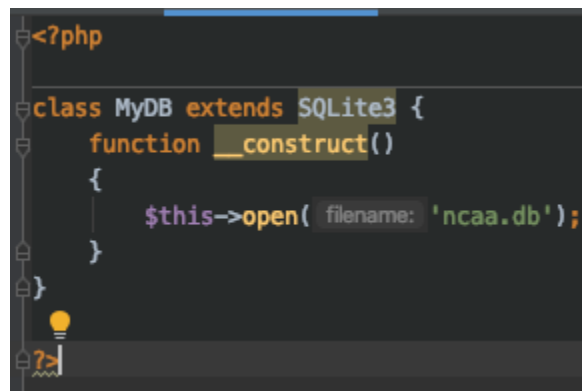 <?php
class MyDB extends SQLite3 {
function __construct()
{
$this->open( filename: 'ncaa.db');
}
}
?>